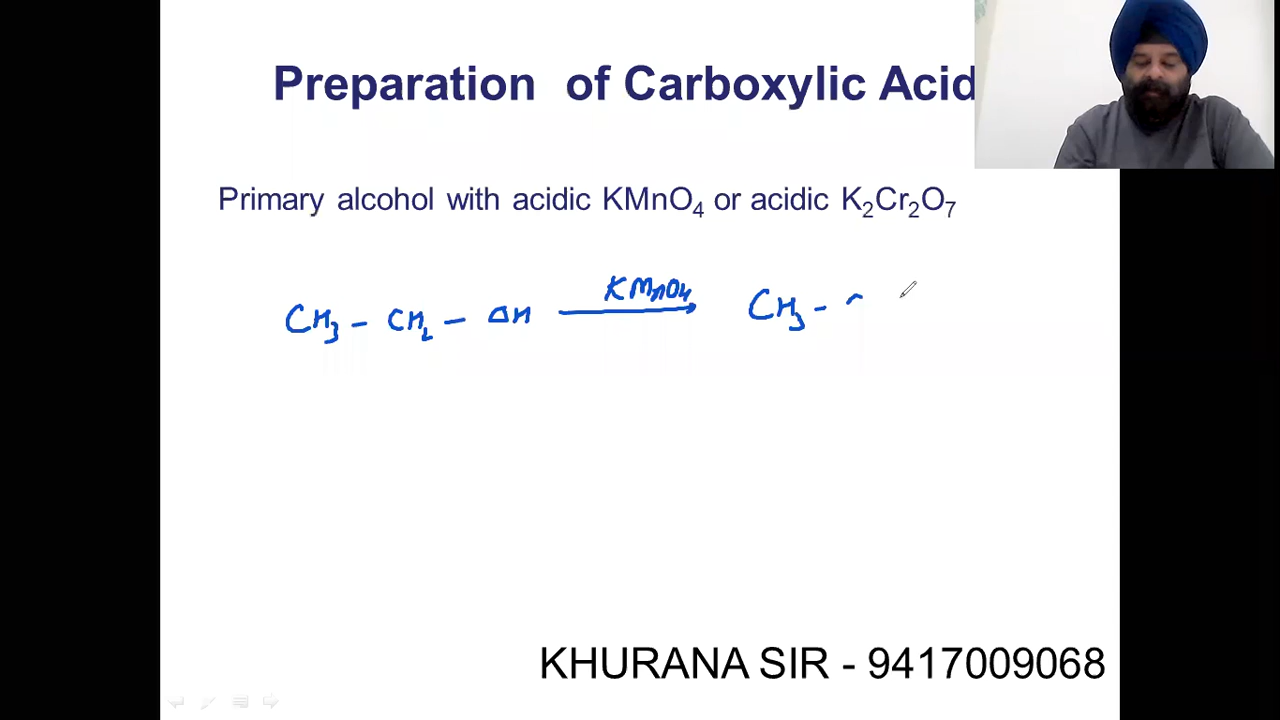 Preparation of Carboxylic Acid
Primary alcohol with acidic KMnO₄ or acidic K₂Cr₂O₇
CH₃ – CH₂ – OH KMnO₄ CH₃ –
KHURANA SIR - 9417009068